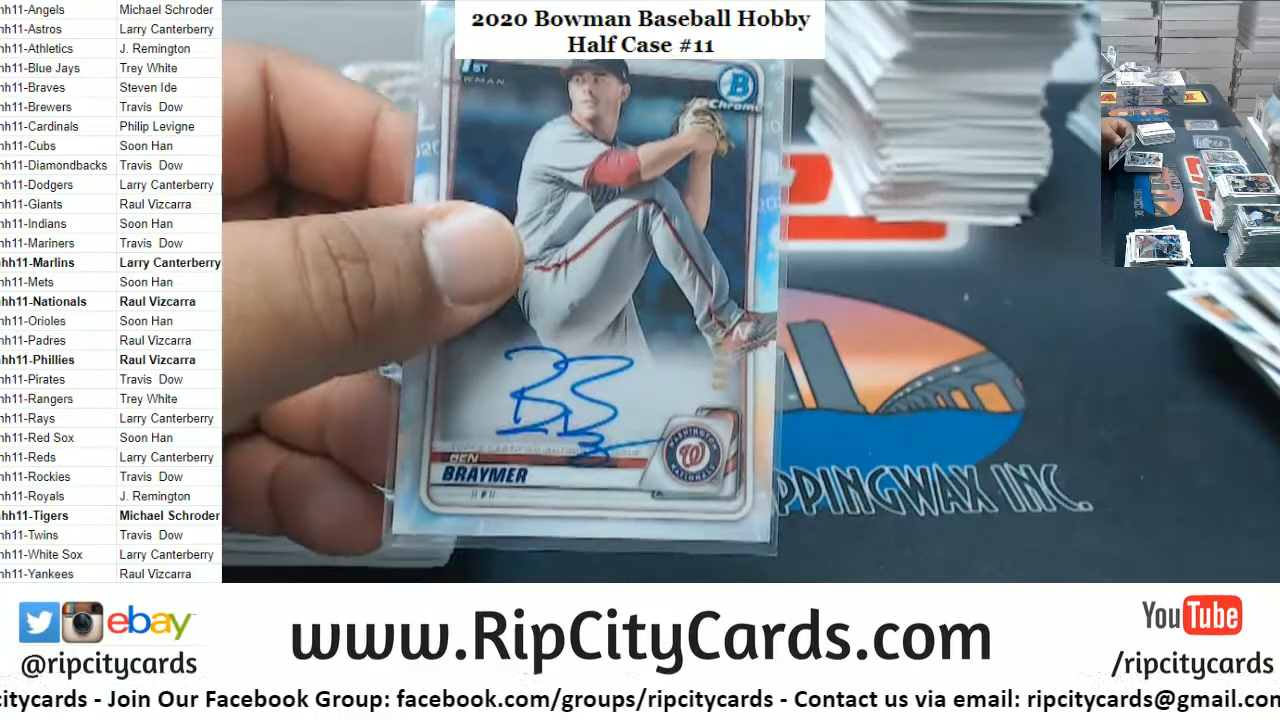 hh11-Angels Michael Schroder
hh11-Astros Larry Canterberry
hh11-Athletics J. Remington
hh11-Blue Jays Trey White
hh11-Braves Steven Ide
hh11-Brewers Travis Dow
hh11-Cardinals Philip Levigne
hh11-Cubs Soon Han
hh11-Diamondbacks Travis Dow
hh11-Dodgers Larry Canterberry
hh11-Giants Raul Vizcarra
hh11-Indians Soon Han
hh11-Mariners Travis Dow
hh11-Marlins Larry Canterberry
hh11-Mets Soon Han
hh11-Nationals Raul Vizcarra
hh11-Orioles Soon Han
hh11-Padres Raul Vizcarra
hh11-Phillies Raul Vizcarra
hh11-Pirates Travis Dow
hh11-Rangers Trey White
hh11-Rays Larry Canterberry
hh11-Red Sox Soon Han
hh11-Reds Larry Canterberry
hh11-Rockies Travis Dow
hh11-Royals J. Remington
hh11-Tigers Michael Schroder
hh11-Twins Travis Dow
hh11-White Sox Larry Canterberry
hh11-Yankees Raul Vizcarra
2020 Bowman Baseball Hobby
Half Case #11
1ST
B
Chrome
BEN
BRAYMER
WASHINGTON
W
NATIONALS
PPINGWAX INC.
ebay
@ripcitycards
www.RipCityCards.com
YouTube
/ripcitycards
citycards - Join Our Facebook Group: facebook.com/groups/ripcitycards - Contact us via email: ripcitycards@gmail.com